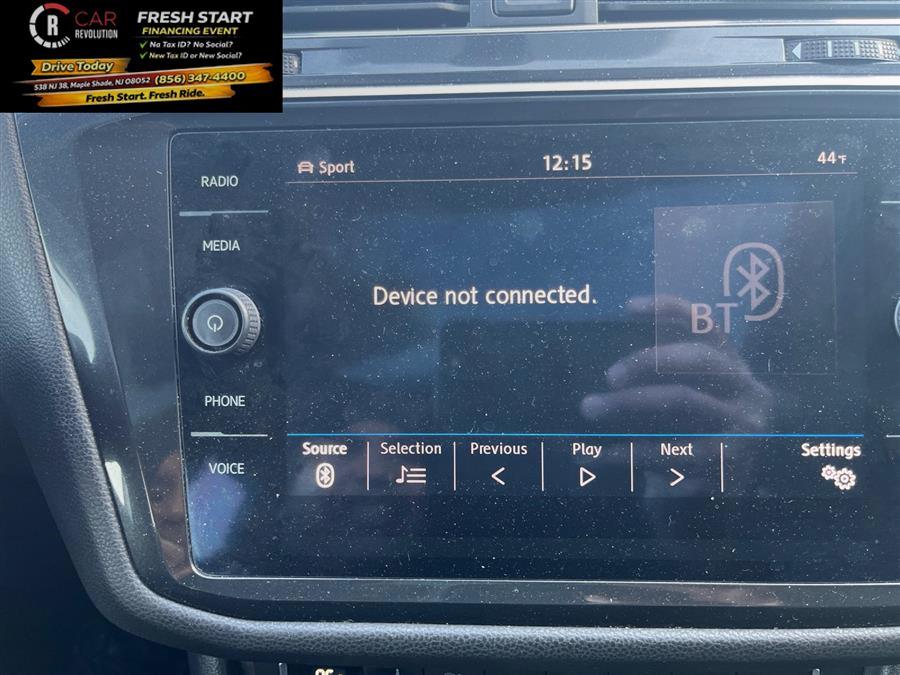 R CAR
REVOLUTION
FRESH START
FINANCING EVENT
✓ No Tax ID? No Social?
✓ New Tax ID or New Social?
Drive Today
538 NJ 38, Maple Shade, NJ 08052 (856) 347-4400
Fresh Start. Fresh Ride.
Sport 12:15 44°F
RADIO
MEDIA
Device not connected.
BT
PHONE
VOICE
Source Selection Previous Play Next Settings